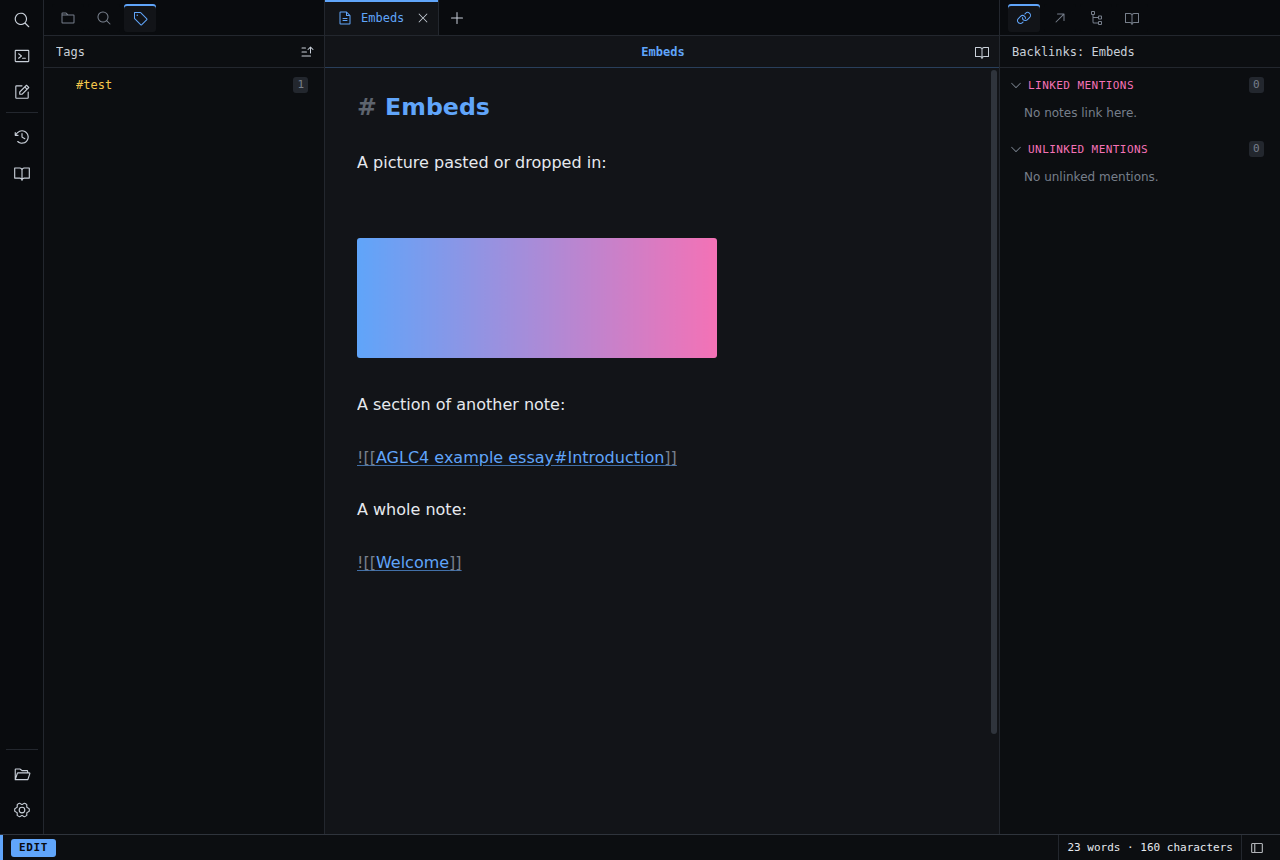 Embeds
Tags
Embeds
Backlinks: Embeds
#test
1
# Embeds
A picture pasted or dropped in:
A section of another note:
![[AGLC4 example essay#Introduction]]
A whole note:
![[Welcome]]
LINKED MENTIONS
0
No notes link here.
UNLINKED MENTIONS
0
No unlinked mentions.
EDIT
23 words · 160 characters